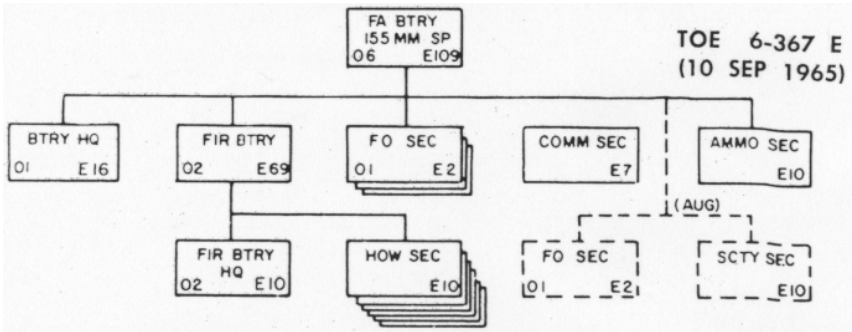 FA BTRY
155 MM SP
O6 E109
TOE 6-367 E
(10 SEP 1965)
BTRY HQ
O1 E16
FIR BTRY
O2 E69
FO SEC
O1 E2
COMM SEC
E7
AMMO SEC
E10
(AUG)
FIR BTRY
HQ
O2 E10
HOW SEC
E10
FO SEC
O1 E2
SCTY SEC
E10